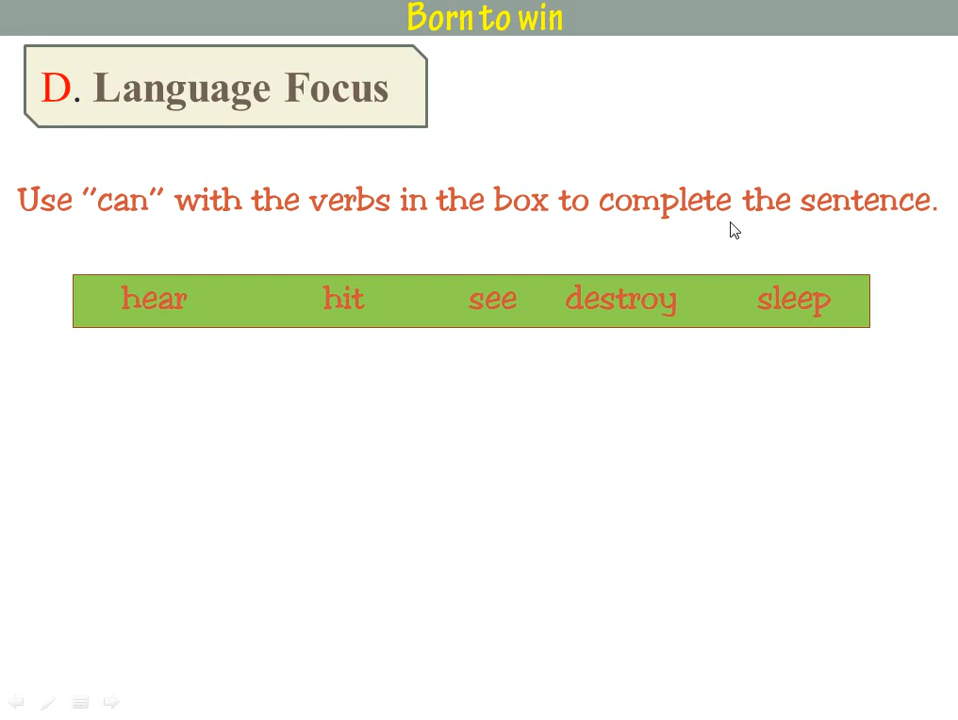 Born to win
D. Language Focus
Use "can" with the verbs in the box to complete the sentence.
hear hit see destroy sleep